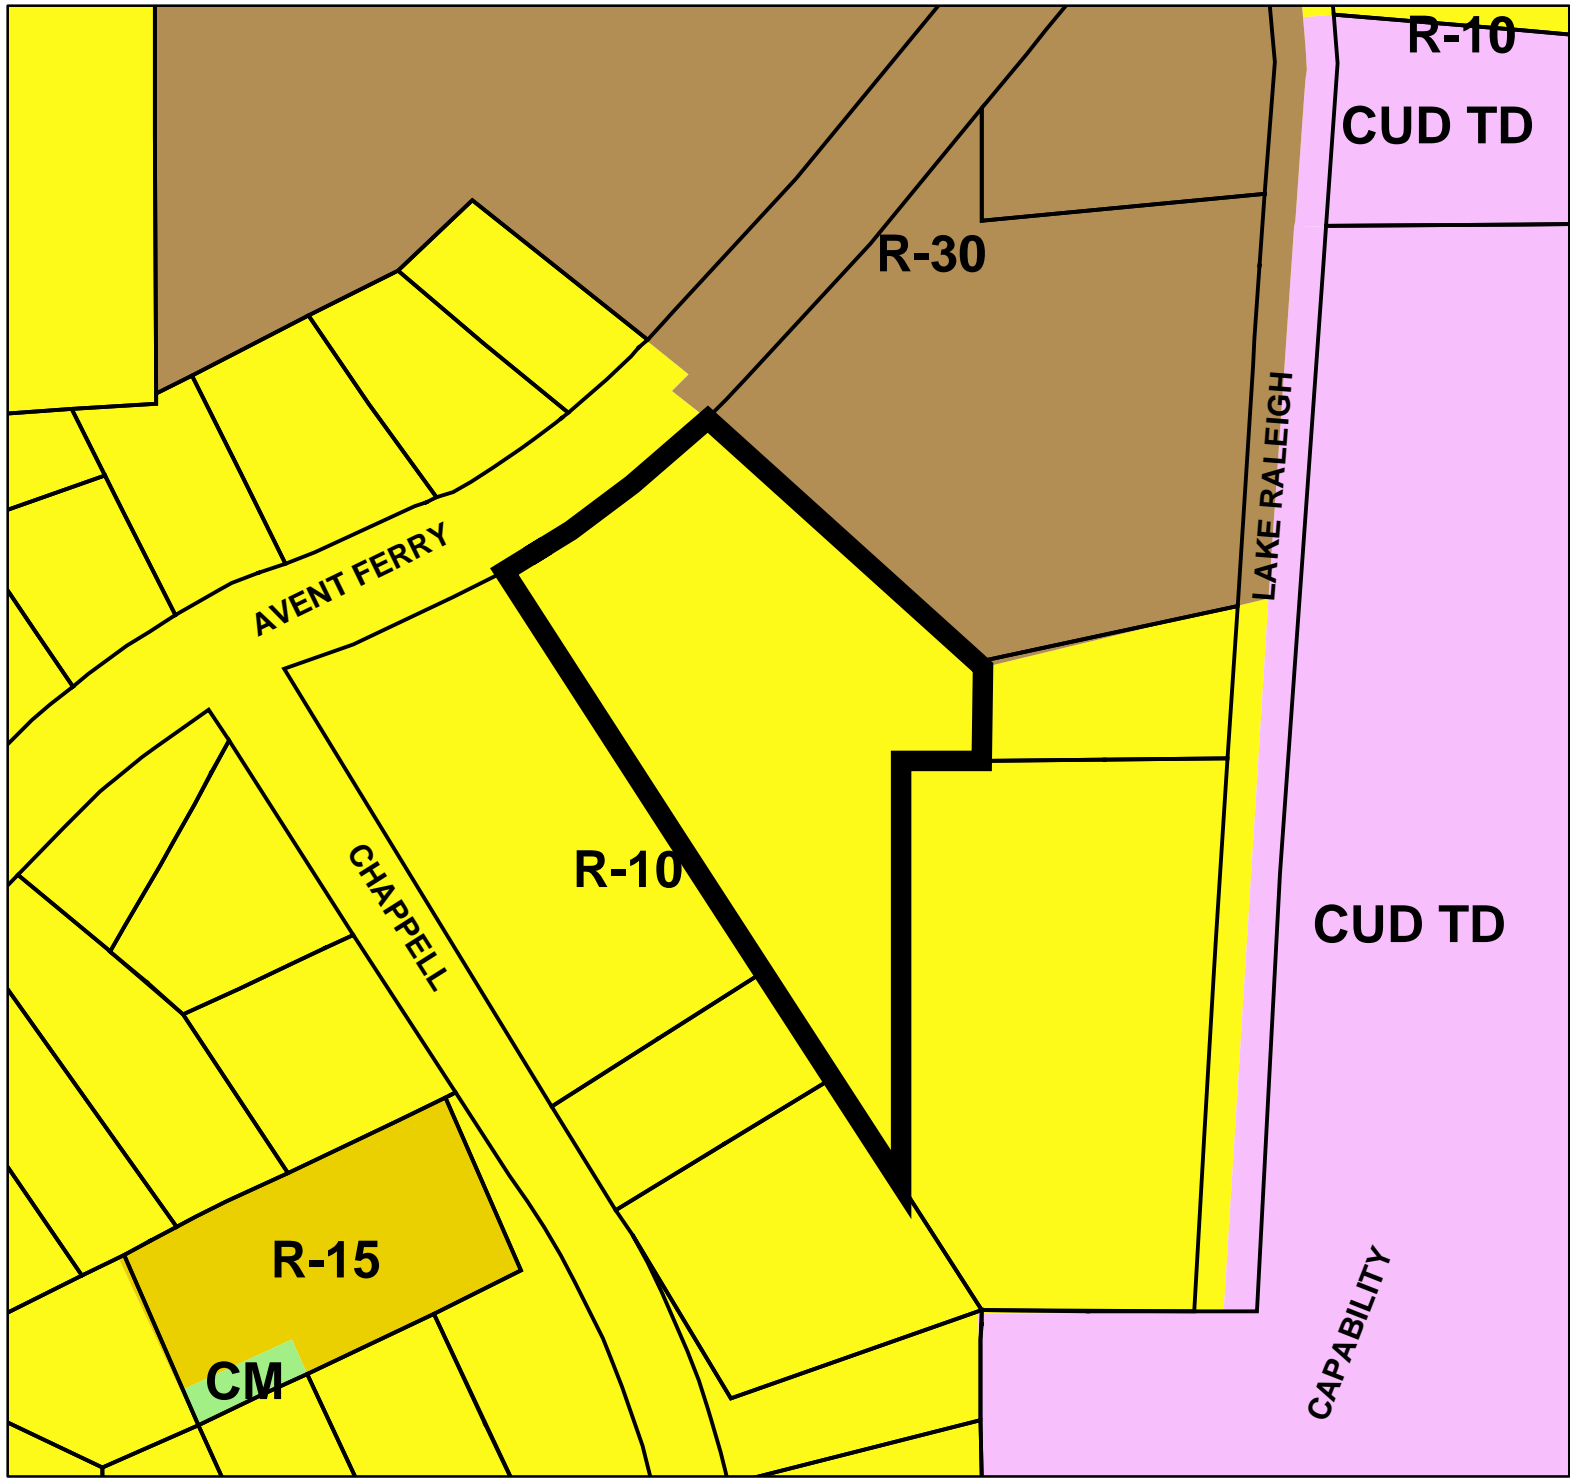 R-10
CUD TD
R-30
LAKE RALEIGH
AVENT FERRY
R-10
CHAPPELL
CUD TD
R-15
CM
CAPABILITY